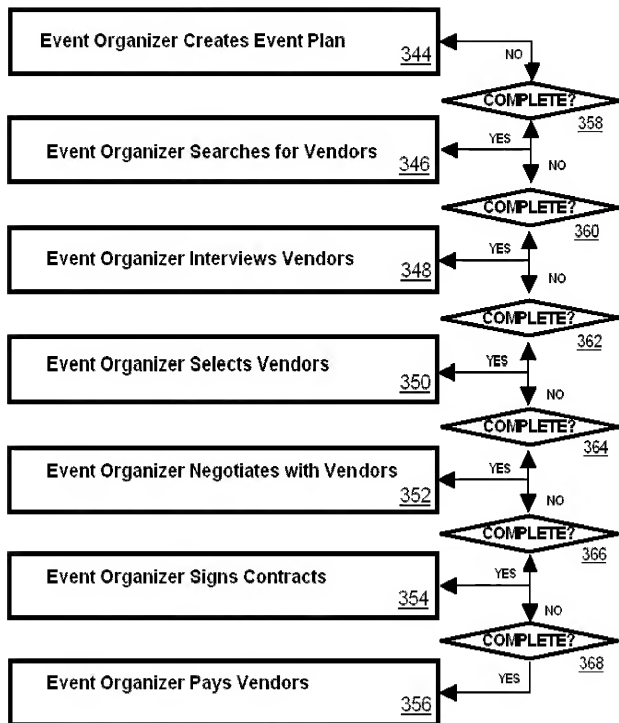 Event Organizer Creates Event Plan
344
NO
COMPLETE?
358
Event Organizer Searches for Vendors
346
YES
NO
COMPLETE?
360
Event Organizer Interviews Vendors
348
YES
NO
COMPLETE?
362
Event Organizer Selects Vendors
350
YES
NO
COMPLETE?
364
Event Organizer Negotiates with Vendors
352
YES
NO
COMPLETE?
366
Event Organizer Signs Contracts
354
YES
NO
COMPLETE?
368
Event Organizer Pays Vendors
356
YES